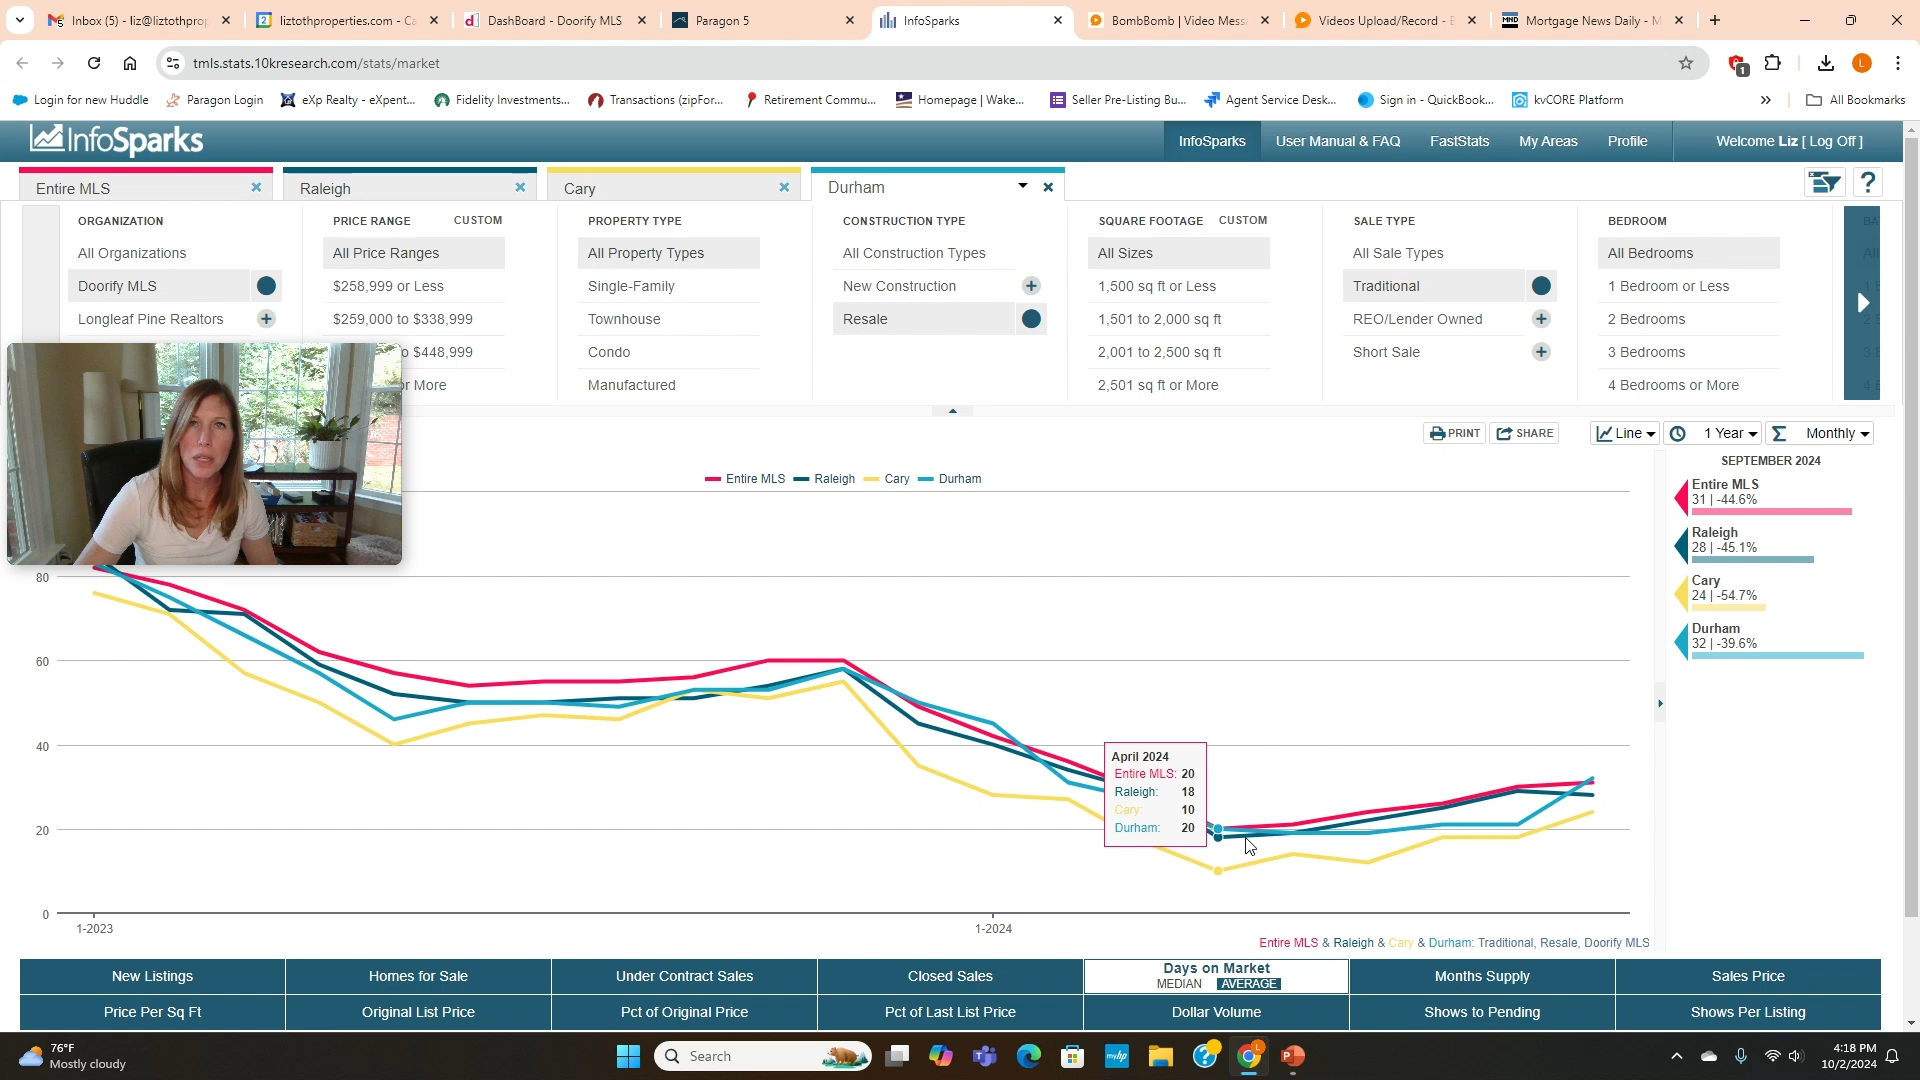 Inbox (5) - liz@liztothprop
liztothproperties.com - Ca
DashBoard - Doorify MLS
Paragon 5
InfoSparks
BombBomb | Video Mess
Videos Upload/Record - B
Mortgage News Daily - M
tmls.stats.10kresearch.com/stats/market
Login for new Huddle
Paragon Login
eXp Realty - eXpent...
Fidelity Investments...
Transactions (zipFor...
Retirement Commu...
Homepage | Wake...
Seller Pre-Listing Bu...
Agent Service Desk...
Sign in - QuickBook...
kvCORE Platform
All Bookmarks
InfoSparks
InfoSparks
User Manual & FAQ
FastStats
My Areas
Profile
Welcome Liz [ Log Off ]
Entire MLS
Raleigh
Cary
Durham
ORGANIZATION
All Organizations
Doorify MLS
Longleaf Pine Realtors
PRICE RANGE CUSTOM
All Price Ranges
$258,999 or Less
$259,000 to $338,999
o $448,999
or More
PROPERTY TYPE
All Property Types
Single-Family
Townhouse
Condo
Manufactured
CONSTRUCTION TYPE
All Construction Types
New Construction
Resale
SQUARE FOOTAGE CUSTOM
All Sizes
1,500 sq ft or Less
1,501 to 2,000 sq ft
2,001 to 2,500 sq ft
2,501 sq ft or More
SALE TYPE
All Sale Types
Traditional
REO/Lender Owned
Short Sale
BEDROOM
All Bedrooms
1 Bedroom or Less
2 Bedrooms
3 Bedrooms
4 Bedrooms or More
PRINT
SHARE
Line
1 Year
Monthly
Entire MLS
Raleigh
Cary
Durham
SEPTEMBER 2024
Entire MLS
31 | -44.6%
Raleigh
28 | -45.1%
Cary
24 | -54.7%
Durham
32 | -39.6%
80
60
40
20
0
1-2023
1-2024
April 2024
Entire MLS: 20
Raleigh: 18
Cary: 10
Durham: 20
Entire MLS & Raleigh & Cary & Durham: Traditional, Resale, Doorify MLS
New Listings
Homes for Sale
Under Contract Sales
Closed Sales
Days on Market
MEDIAN AVERAGE
Months Supply
Sales Price
Price Per Sq Ft
Original List Price
Pct of Original Price
Pct of Last List Price
Dollar Volume
Shows to Pending
Shows Per Listing
76°F
Mostly cloudy
Search
4:18 PM
10/2/2024